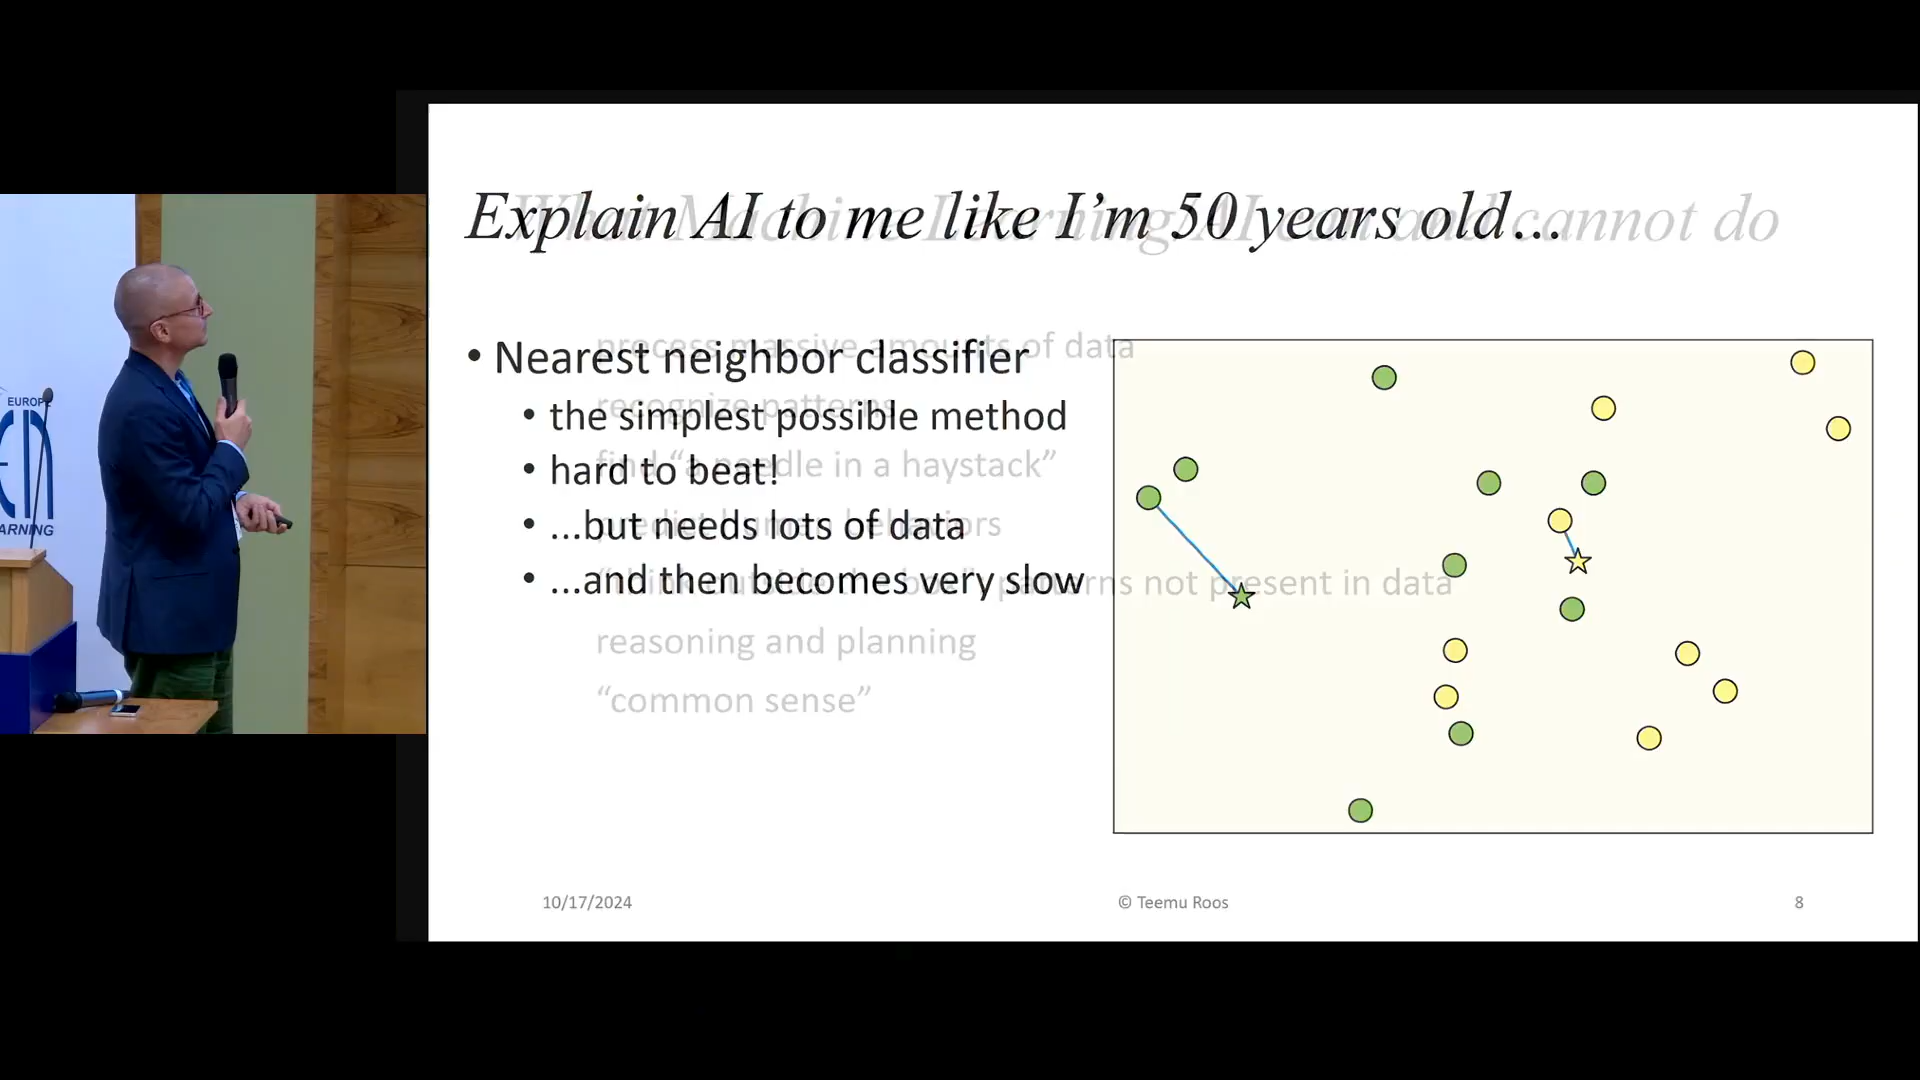 Explain AI to me like I'm 50 years old...
What Machine Learning AI can and cannot do
• Nearest neighbor classifier
process massive amounts of data
• the simplest possible method
recognize patterns
• hard to beat!
find “a needle in a haystack”
• ...but needs lots of data
predict human behaviors
• ...and then becomes very slow
“think outside the box”: patterns not present in data
reasoning and planning
“common sense”
10/17/2024
© Teemu Roos
8
EUROPE
EN
ARNING